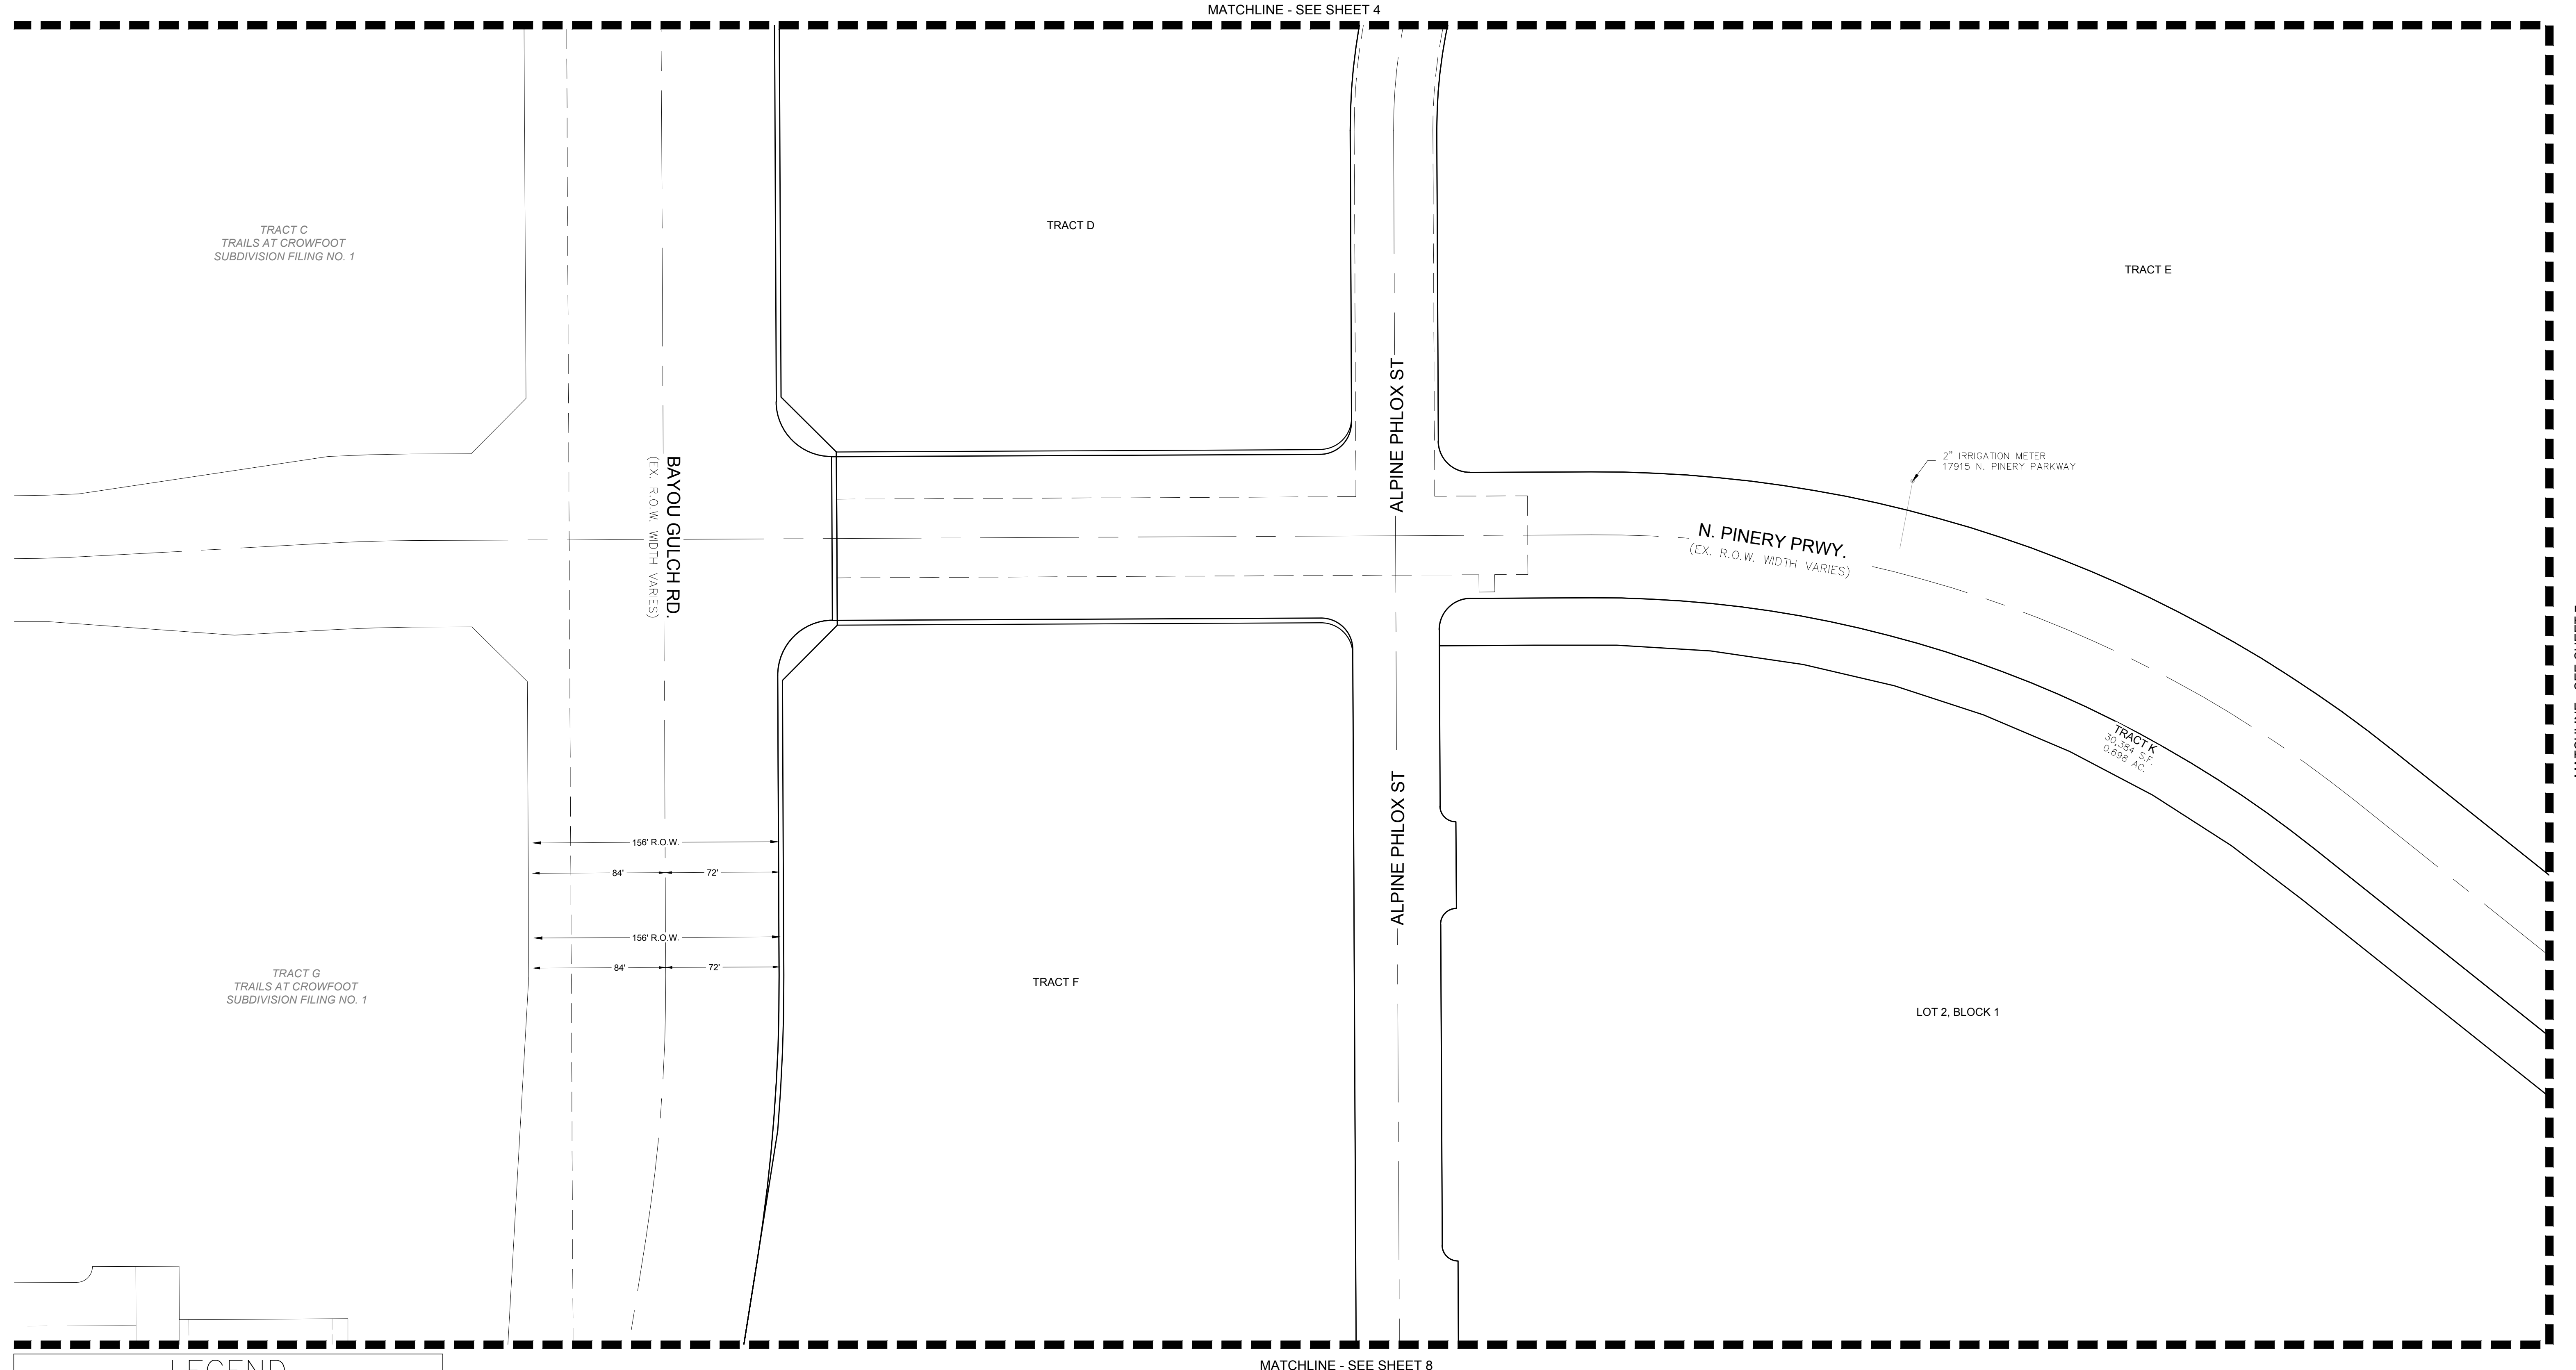 MATCHLINE - SEE SHEET 4
TRACT C
TRAILS AT CROWFOOT
SUBDIVISION FILING NO. 1
TRACT D
TRACT E
ALPINE PHLOX ST
BAYOU GULCH RD.
(EX. R.O.W. WIDTH VARIES)
2" IRRIGATION METER
17915 N. PINERY PARKWAY
N. PINERY PRWY.
(EX. R.O.W. WIDTH VARIES)
TRACT K
30,384 S.F.
0.698 AC.
ALPINE PHLOX ST
156' R.O.W.
84'
72'
156' R.O.W.
84'
72'
TRACT G
TRAILS AT CROWFOOT
SUBDIVISION FILING NO. 1
TRACT F
LOT 2, BLOCK 1
LEGEND
MATCHLINE - SEE SHEET 8